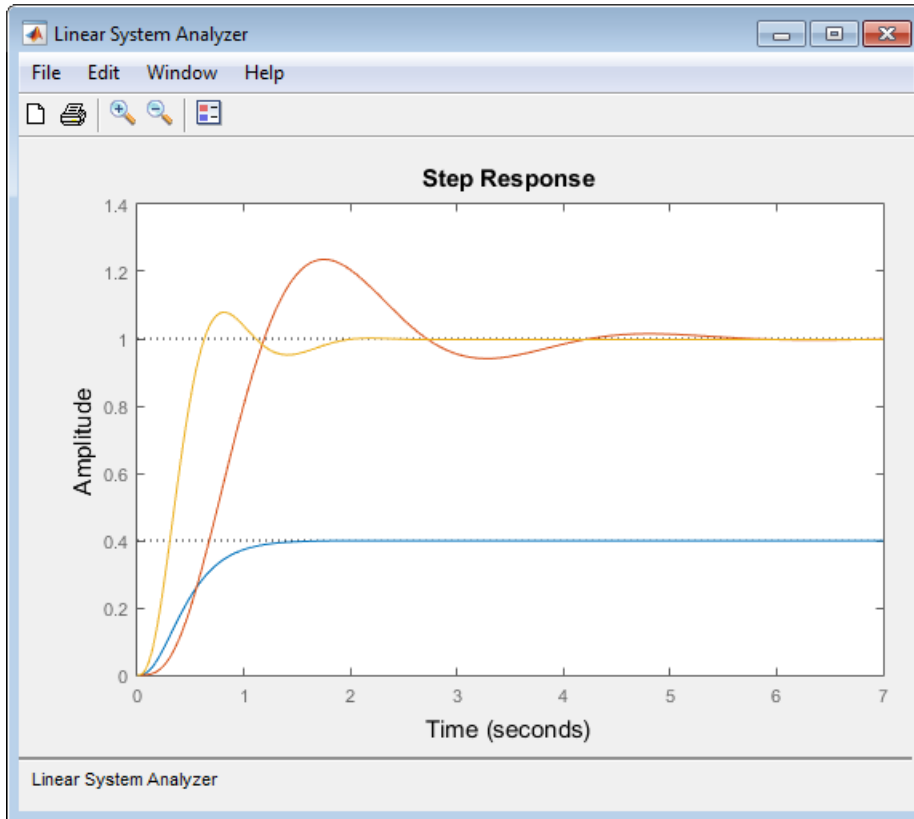 Linear System Analyzer
File Edit Window Help
Step Response
1.4
1.2
1
0.8
0.6
0.4
0.2
0
Amplitude
0 1 2 3 4 5 6 7
Time (seconds)
Linear System Analyzer